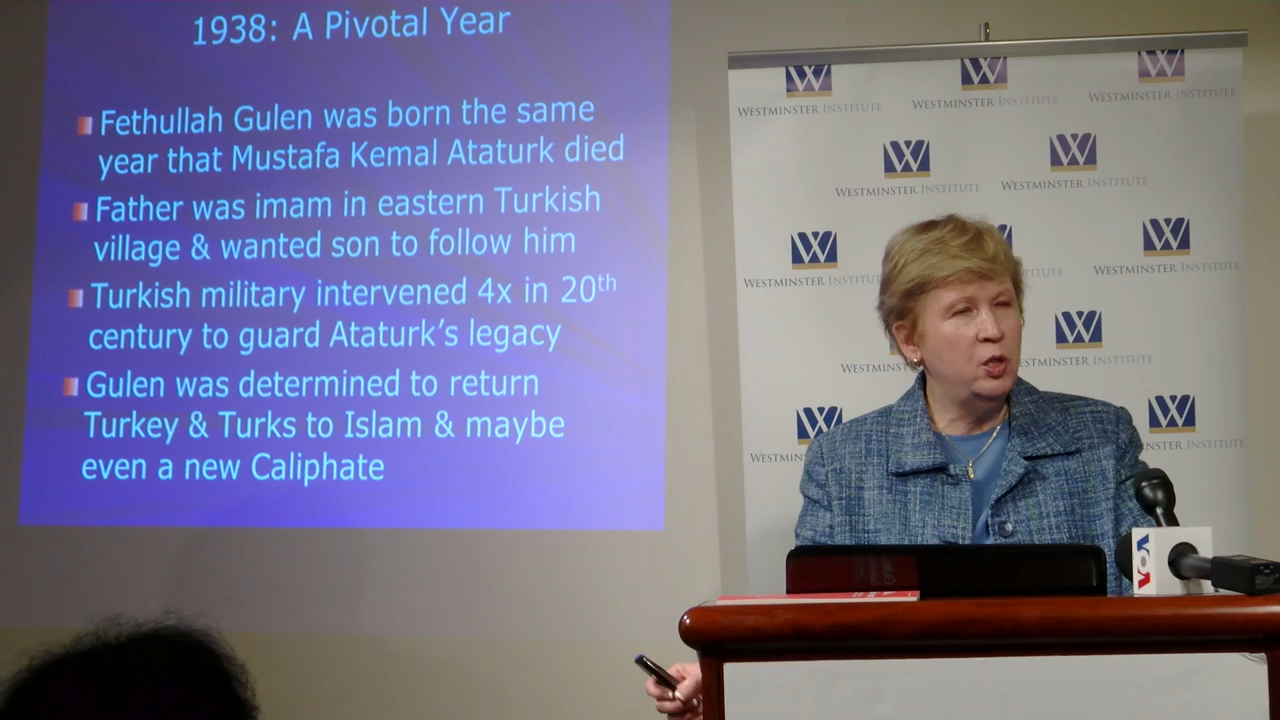 1938: A Pivotal Year
Fethullah Gulen was born the same
year that Mustafa Kemal Ataturk died
Father was imam in eastern Turkish
village & wanted son to follow him
Turkish military intervened 4x in 20th
century to guard Ataturk's legacy
Gulen was determined to return
Turkey & Turks to Islam & maybe
even a new Caliphate
W W W
WESTMINSTER INSTITUTE WESTMINSTER INSTITUTE WESTMINSTER INSTITUTE
W W
WESTMINSTER INSTITUTE WESTMINSTER INSTITUTE
W W
WESTMINSTER INSTITUTE WESTMINSTER INSTITUTE
W
W W
VOA